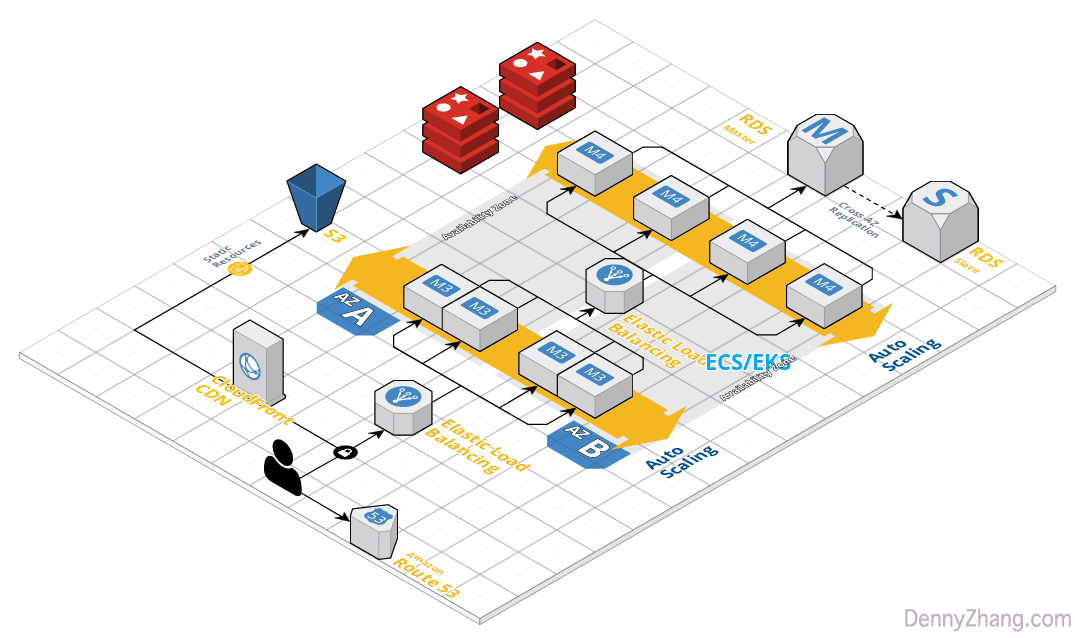 RDS
Master
M
S
Cross-AZ
Replication
RDS
Slave
M4
M4
M4
M4
Availability Zone
Static
Resources
S3
AZ
A
M3
M3
M3
M3
Elastic Load
Balancing
ECS/EKS
Availability Zone
Auto
Scaling
CloudFront
CDN
Elastic Load
Balancing
AZ
B
Auto
Scaling
53
Amazon
Route 53
DennyZhang.com